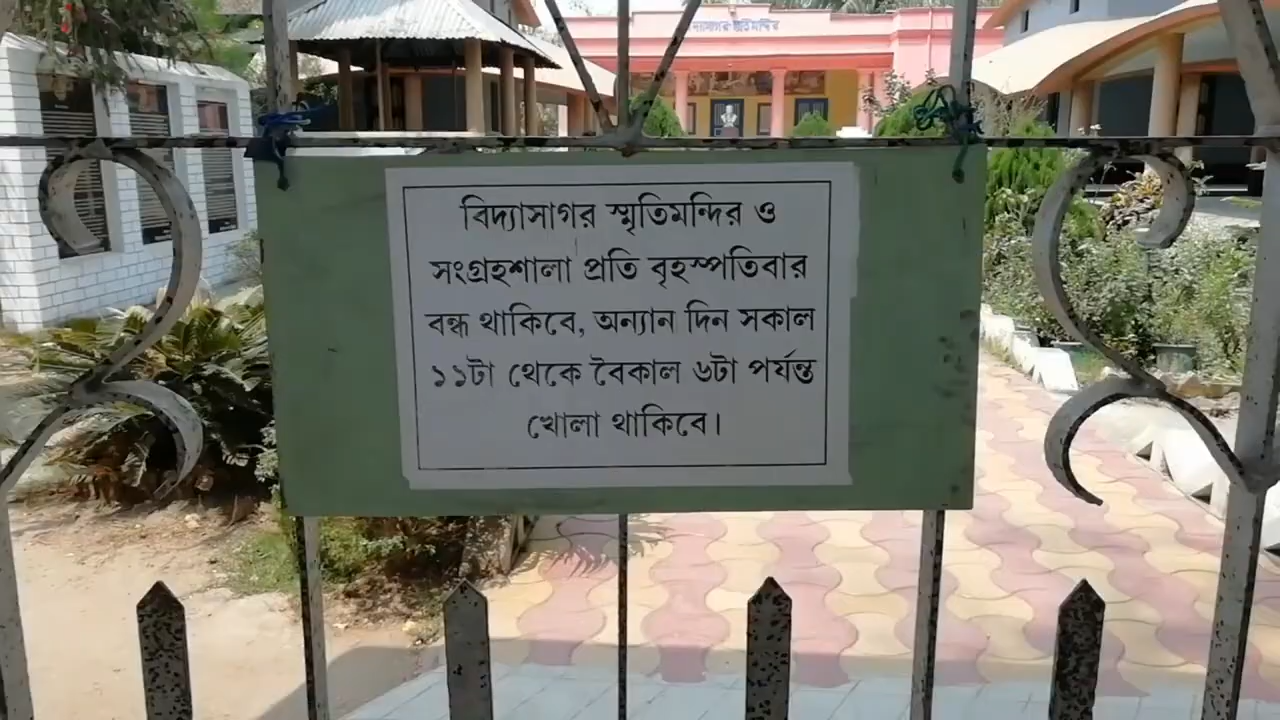 বিদ্যাসাগর স্মৃতিমন্দির ও
সংগ্রহশালা প্রতি বৃহস্পতিবার
বন্ধ থাকিবে, অন্যান দিন সকাল
১১টা থেকে বৈকাল ৬টা পর্যন্ত
খোলা থাকিবে।